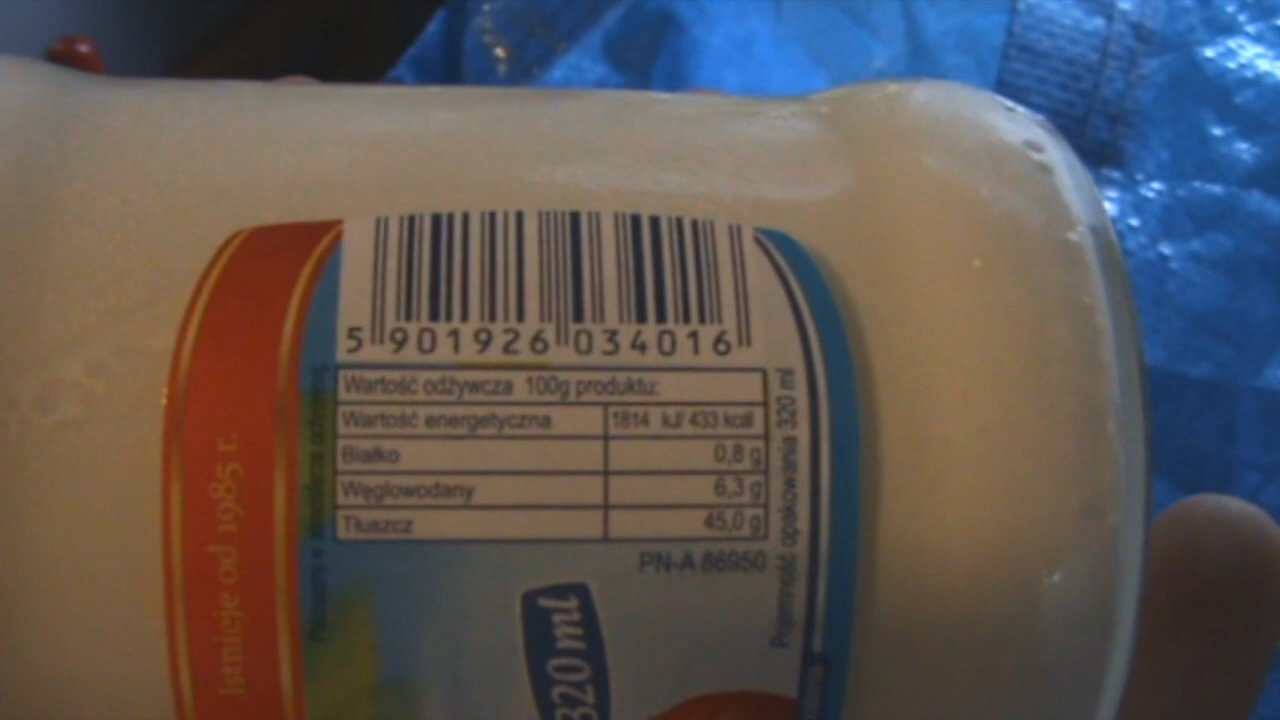 5 901926 034016
Wartość odżywcza 100g produktu:
Wartość energetyczna 1814 kJ/ 433 kcal
Białko 0,8 g
Węglowodany 6,3 g
Tłuszcz 45,0 g
PN-A 86950
Pojemność opakowania 320 ml
320 ml
Istnieje od 1985 r.